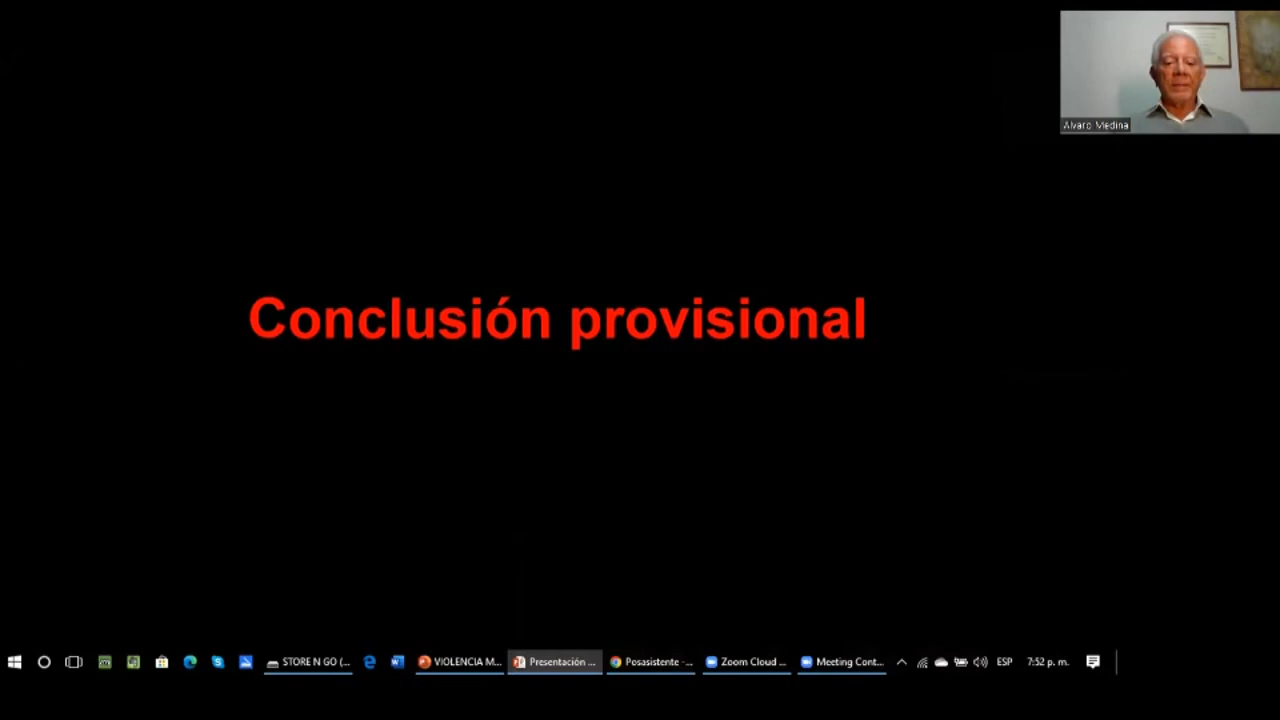 Alvaro Medina
Conclusión provisional
STORE N GO (... VIOLENCIA M... Presentación ... Posasistente -... Zoom Cloud ... Meeting Cont... ESP 7:52 p. m.